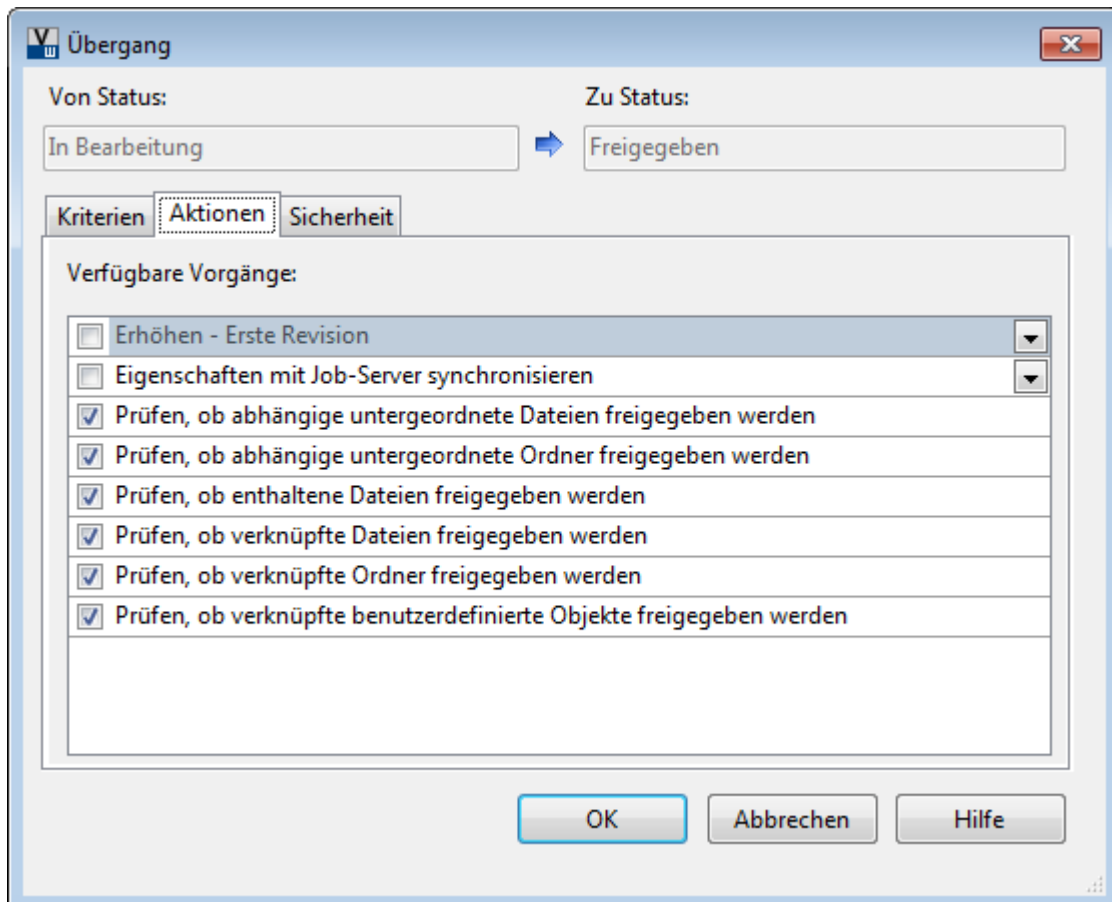 Übergang
Von Status:
Zu Status:
In Bearbeitung
Freigegeben
Kriterien
Aktionen
Sicherheit
Verfügbare Vorgänge:
Erhöhen - Erste Revision
Eigenschaften mit Job-Server synchronisieren
Prüfen, ob abhängige untergeordnete Dateien freigegeben werden
Prüfen, ob abhängige untergeordnete Ordner freigegeben werden
Prüfen, ob enthaltene Dateien freigegeben werden
Prüfen, ob verknüpfte Dateien freigegeben werden
Prüfen, ob verknüpfte Ordner freigegeben werden
Prüfen, ob verknüpfte benutzerdefinierte Objekte freigegeben werden
OK
Abbrechen
Hilfe